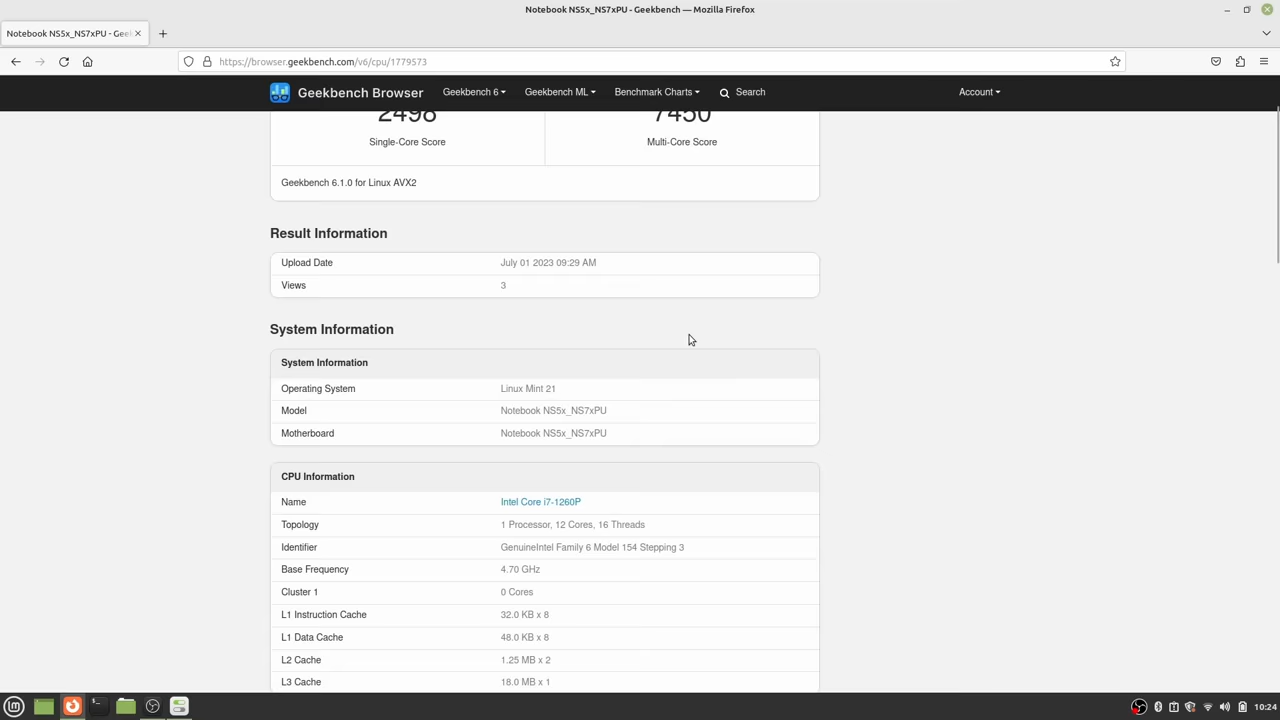 Notebook NS5x_NS7xPU - Geekbench — Mozilla Firefox
Notebook NS5x_NS7xPU - Gee
https://browser.geekbench.com/v6/cpu/1779573
Geekbench Browser Geekbench 6 Geekbench ML Benchmark Charts Search Account
2498 7450
Single-Core Score Multi-Core Score
Geekbench 6.1.0 for Linux AVX2
Result Information
Upload Date July 01 2023 09:29 AM
Views 3
System Information
System Information
Operating System Linux Mint 21
Model Notebook NS5x_NS7xPU
Motherboard Notebook NS5x_NS7xPU
CPU Information
Name Intel Core i7-1260P
Topology 1 Processor, 12 Cores, 16 Threads
Identifier GenuineIntel Family 6 Model 154 Stepping 3
Base Frequency 4.70 GHz
Cluster 1 0 Cores
L1 Instruction Cache 32.0 KB x 8
L1 Data Cache 48.0 KB x 8
L2 Cache 1.25 MB x 2
L3 Cache 18.0 MB x 1
10:24